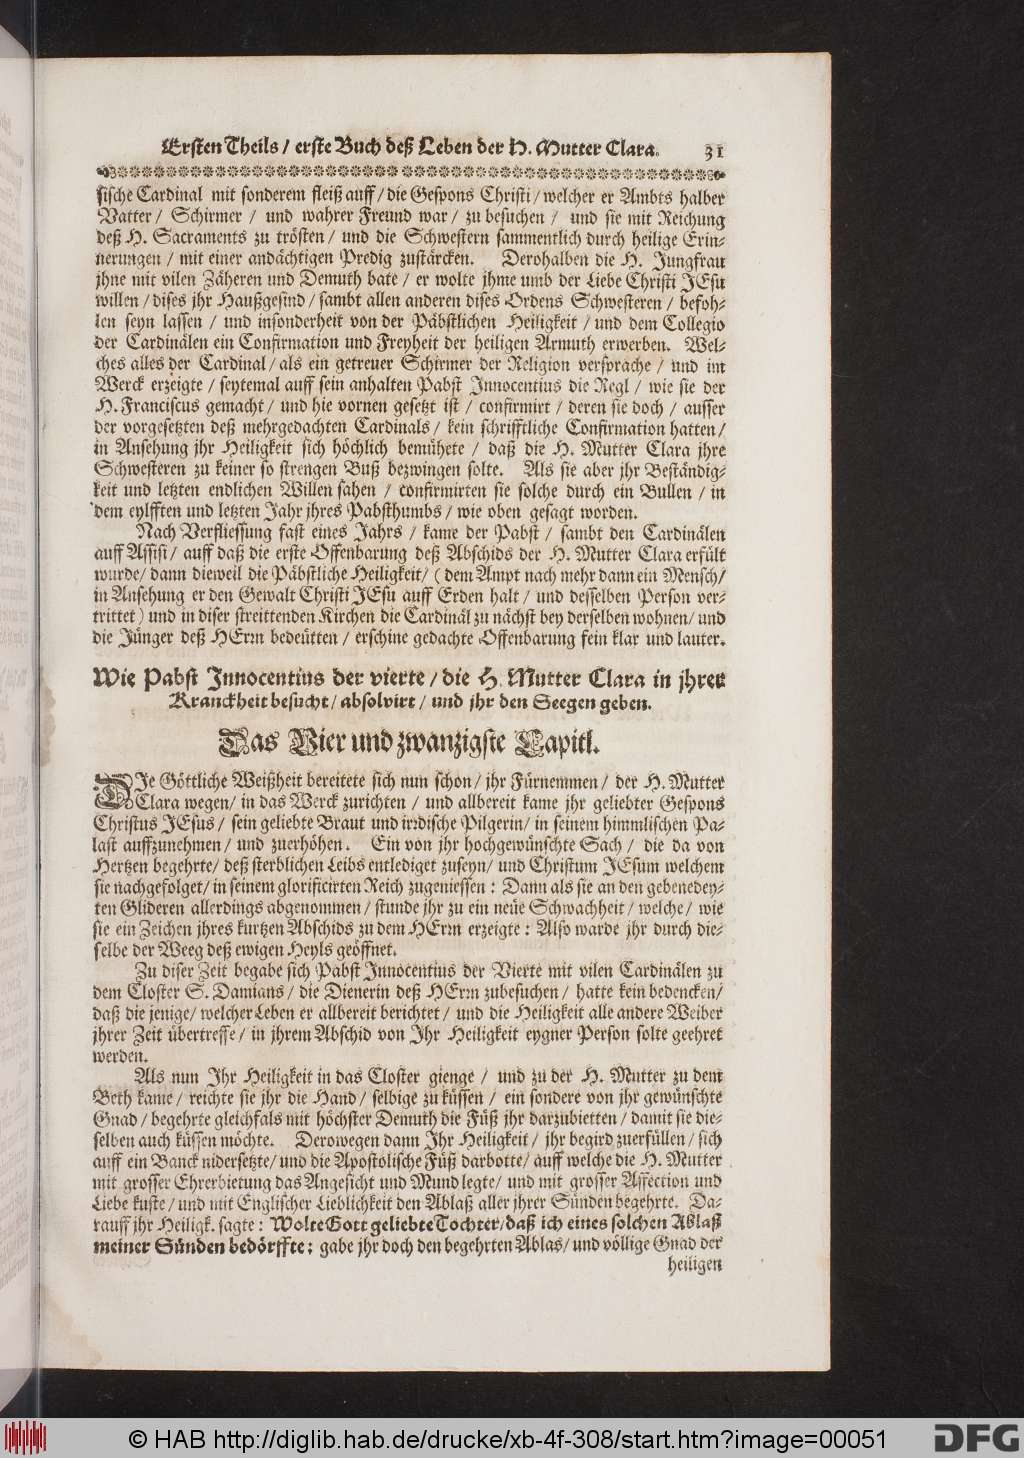 Ersten Theils / erste Buch deß Leben der H. Mutter Clara. 31
sische Cardinal mit sonderem fleiß auff / die Gespons Christi / welcher er Ambts halber
Vatter / Schirmer / und wahrer Freund war / zu besuchen / und sie mit Reichung
deß H. Sacraments zu trösten / und die Schwestern sammentlich durch heilige Erin-
nerungen / mit einer andächtigen Predig zustärcken. Derohalben die H. Jungfrau
jhne mit vilen Zäheren und Demuth bate / er wolte jhme umb der Liebe Christi JEsu
willen / dises jhr Haußgesind / sambt allen anderen dises Ordens Schwesteren / befoh-
len seyn lassen / und insonderheit von der Päbstlichen Heiligkeit / und dem Collegio
der Cardinälen ein Confirmation und Freyheit der heiligen Armuth erwerben. Wel-
ches alles der Cardinal / als ein getreuer Schirmer der Religion versprache / und im
Werck erzeigte / seytemal auff sein anhalten Pabst Innocentius die Regl / wie sie der
H. Franciscus gemacht / und hie vornen gesetzt ist / confirmirt / deren sie doch / ausser
der vorgesetzten deß mehrgedachten Cardinals / kein schrifftliche Confirmation hatten /
in Ansehung jhr Heiligkeit sich höchlich bemühete / daß die H. Mutter Clara jhre
Schwesteren zu keiner so strengen Buß bezwingen solte. Als sie aber jhr Beständig-
keit und letzten endlichen Willen sahen / confirmirten sie solche durch ein Bullen / in
dem eylfften und letzten Jahr jhres Pabsthumbs / wie oben gesagt worden.
Nach Verfliessung fast eines Jahrs / kame der Pabst / sambt den Cardinälen
auff Assisi / auff daß die erste Offenbarung deß Abschids der H. Mutter Clara erfült
wurde / dann dieweil die Päbstliche Heiligkeit / ( dem Ampt nach mehr dann ein Mensch /
in Ansehung er den Gewalt Christi JEsu auff Erden halt / und desselben Person ver-
trittet ) und in diser streittenden Kirchen die Cardinäl zu nächst bey derselben wohnen / und
die Jünger deß HErrn bedeütten / erschine gedachte Offenbarung fein klar und lauter.
Wie Pabst Innocentius der vierte / die H. Mutter Clara in jhrer
Kranckheit besucht / absolvirt / und jhr den Seegen geben.
Das Vier und zwanzigste Capitl.
DIe Göttliche Weißheit bereitete sich nun schon / jhr Fürnemmen / der H. Mutter
Clara wegen / in das Werck zurichten / und allbereit kame jhr geliebter Gespons
Christus JEsus / sein geliebte Braut und irrdische Pilgerin / in seinem himmlischen Pa-
last auffzunehmen / und zuerhöhen. Ein von jhr hochgewünschte Sach / die da von
Hertzen begehrte / deß sterblichen Leibs entlediget zuseyn / und Christum JEsum welchem
sie nachgefolget / in seinem glorificirten Reich zugeniessen : Dann als sie an den gebenedey-
ten Glideren allerdings abgenommen / stunde jhr zu ein neüe Schwachheit / welche / wie
sie ein Zeichen jhres kurtzen Abschids zu dem HErrn erzeigte : Also warde jhr durch die-
selbe der Weeg deß ewigen Heyls geöffnet.
Zu diser Zeit begabe sich Pabst Innocentius der Vierte mit vilen Cardinälen zu
dem Closter S. Damians / die Dienerin deß HErrn zubesuchen / hatte kein bedencken /
daß die jenige / welcher Leben er allbereit berichtet / und die Heiligkeit alle andere Weiber
jhrer Zeit übertreffe / in jhrem Abschid von Ihr Heiligkeit eygner Person solte geehret
werden.
Als nun Ihr Heiligkeit in das Closter gienge / und zu der H. Mutter zu dem
Beth kame / reichte sie jhr die Hand / selbige zu küssen / ein sondere von jhr gewünschte
Gnad / begehrte gleichfals mit höchster Demuth die Füß jhr darzubietten / damit sie die-
selben auch küssen möchte. Derowegen dann Ihr Heiligkeit / jhr begird zuerfüllen / sich
auff ein Banck nidersetzte / und die Apostolische Füß darbotte / auff welche die H. Mutter
mit grosser Ehrerbietung das Angesicht und Mund legte / und mit grosser Affection und
Liebe kuste / und mit Englischer Lieblichkeit den Ablaß aller jhrer Sünden begehrte. Da-
rauff jhr Heiligk. sagte : Wolte Gott geliebte Tochter / daß ich eines solchen Ablaß
meiner Sünden bedörffte : gabe jhr doch den begehrten Ablas / und völlige Gnad der
heiligen
© HAB http://diglib.hab.de/drucke/xb-4f-308/start.htm?image=00051
DFG